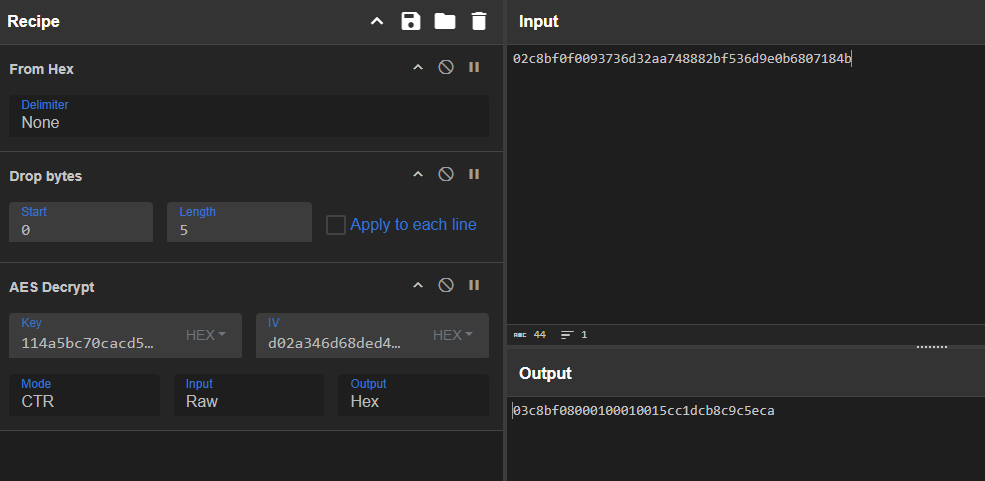 Recipe
From Hex
Delimiter
None
Drop bytes
Start
0
Length
5
Apply to each line
AES Decrypt
Key
114a5bc70cacd5…
HEX
IV
d02a346d68ded4…
HEX
Mode
CTR
Input
Raw
Output
Hex
Input
02c8bf0f0093736d32aa748882bf536d9e0b6807184b
ABC 44 1
Output
03c8bf08000100010015cc1dcb8c9c5eca